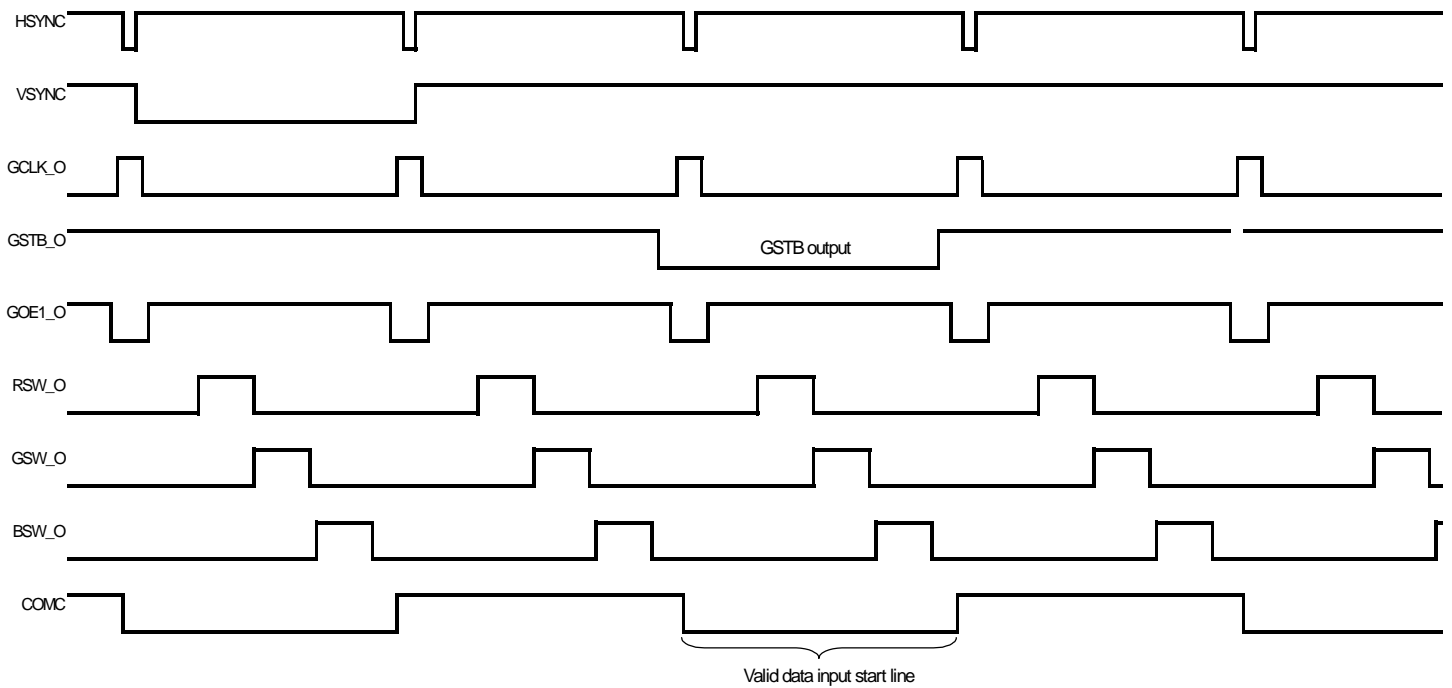 HSYNC
VSYNC
GCLK_O
GSTB_O
GSTB output
GOE1_O
RSW_O
GSW_O
BSW_O
COMC
Valid data input start line